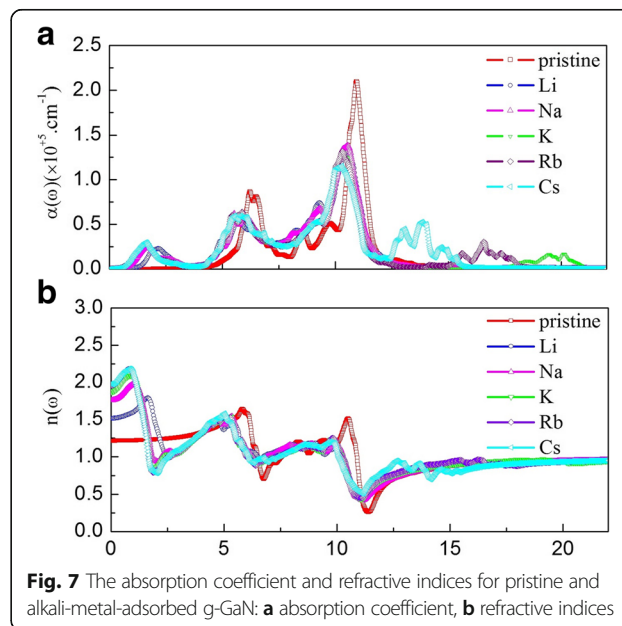 a
2.5
2.0
1.5
1.0
0.5
0.0
α(ω)(×10⁺⁵.cm⁻¹)
pristine
Li
Na
K
Rb
Cs
b
3.0
2.5
2.0
1.5
1.0
0.5
0.0
n(ω)
pristine
Li
Na
K
Rb
Cs
0 5 10 15 20
Fig. 7 The absorption coefficient and refractive indices for pristine and
alkali-metal-adsorbed g-GaN: a absorption coefficient, b refractive indices